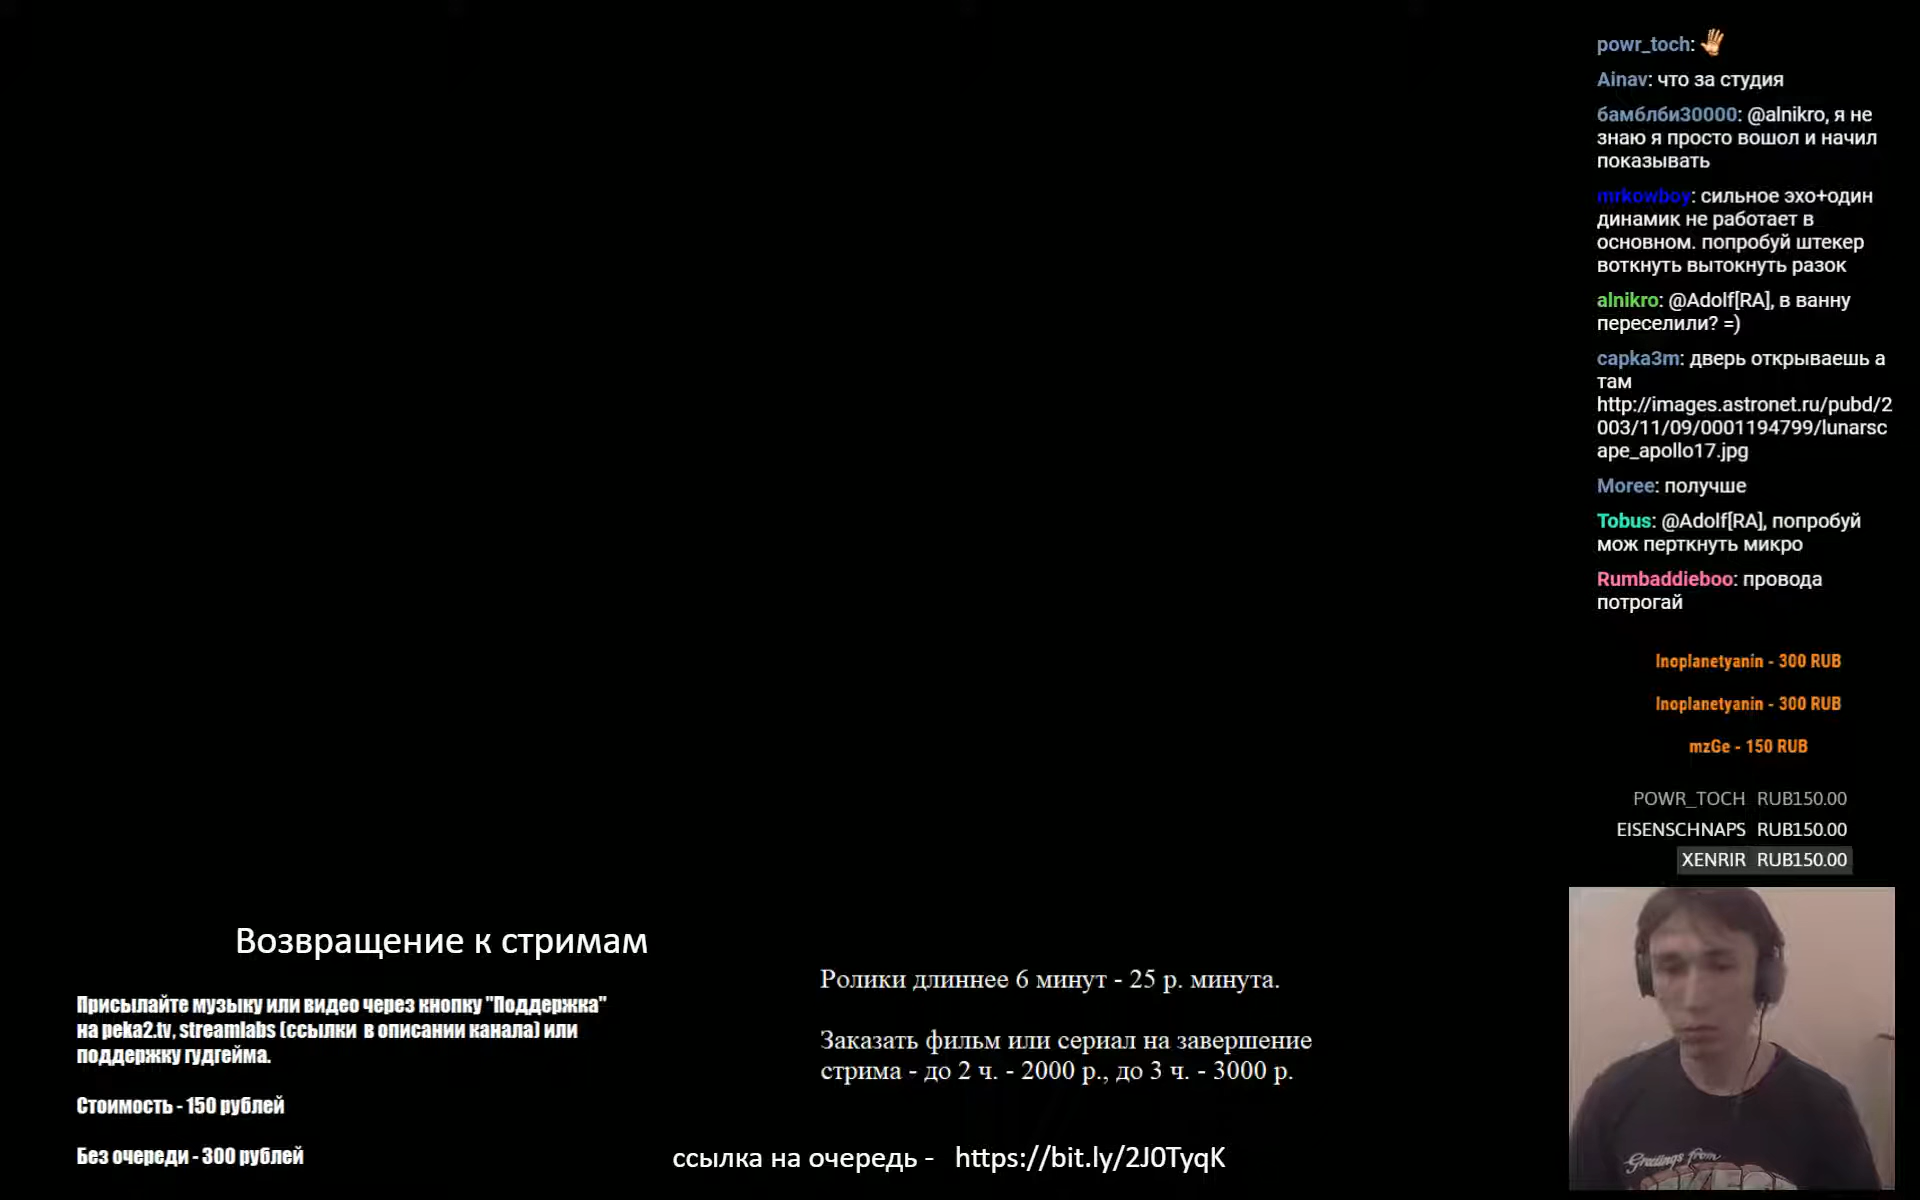 powr_toch:
Ainav: что за студия
бамблби30000: @alnikro, я не
знаю я просто вошол и начил
показывать
mrkowboy: сильное эхо+один
динамик не работает в
основном. попробуй штекер
воткнуть вытокнуть разок
alnikro: @Adolf[RA], в ванну
переселили? =)
capka3m: дверь открываешь а
там
http://images.astronet.ru/pubd/2
003/11/09/0001194799/lunarsc
ape_apollo17.jpg
Moree: получше
Tobus: @Adolf[RA], попробуй
мож перткнуть микро
Rumbaddieboo: провода
потрогай
Inoplanetyanin - 300 RUB
Inoplanetyanin - 300 RUB
mzGe - 150 RUB
POWR_TOCH RUB150.00
EISENSCHNAPS RUB150.00
XENRIR RUB150.00
Возвращение к стримам
Присылайте музыку или видео через кнопку "Поддержка"
на peka2.tv, streamlabs (ссылки в описании канала) или
поддержку гудгейма.
Стоимость - 150 рублей
Без очереди - 300 рублей
Ролики длиннее 6 минут - 25 р. минута.
Заказать фильм или сериал на завершение
стрима - до 2 ч. - 2000 р., до 3 ч. - 3000 р.
ссылка на очередь - https://bit.ly/2J0TyqK
Greetings from